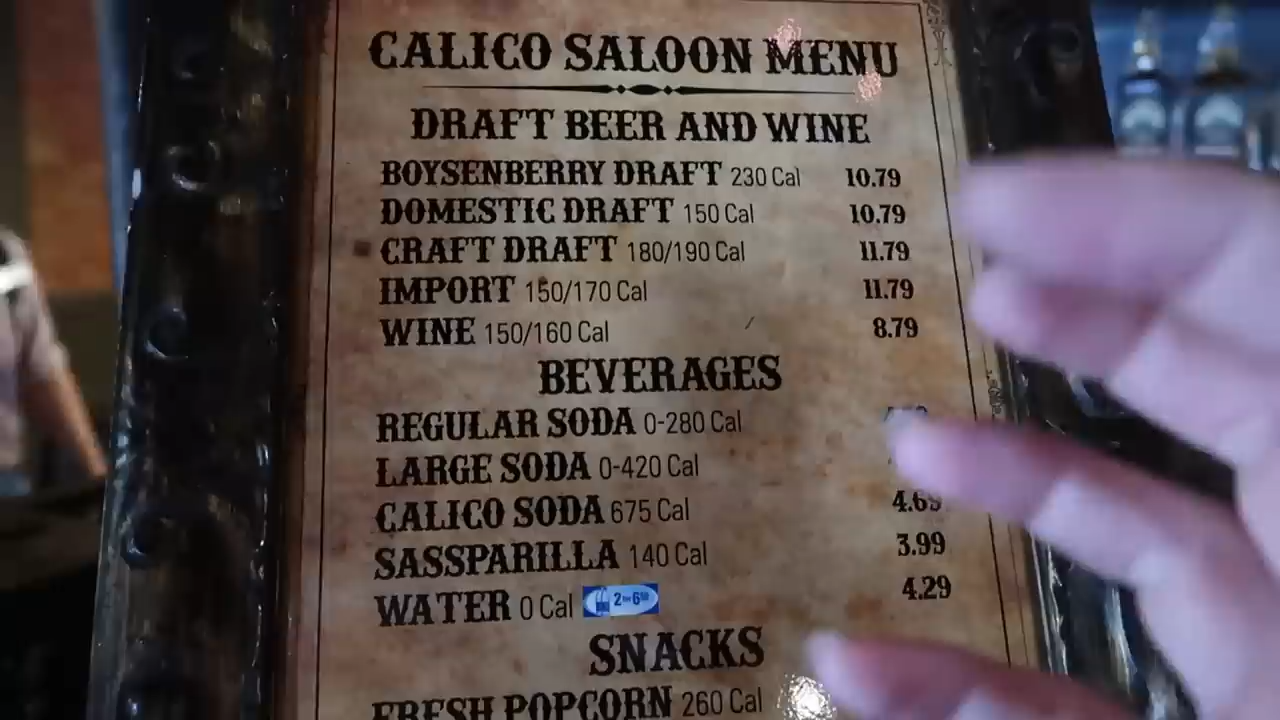 CALICO SALOON MENU
DRAFT BEER AND WINE
BOYSENBERRY DRAFT 230 Cal 10.79
DOMESTIC DRAFT 150 Cal 10.79
CRAFT DRAFT 180/190 Cal 11.79
IMPORT 150/170 Cal 11.79
WINE 150/160 Cal 8.79
BEVERAGES
REGULAR SODA 0-280 Cal
LARGE SODA 0-420 Cal
CALICO SODA 675 Cal 4.69
SASSPARILLA 140 Cal 3.99
WATER 0 Cal 4.29
SNACKS
FRESH POPCORN 260 Cal